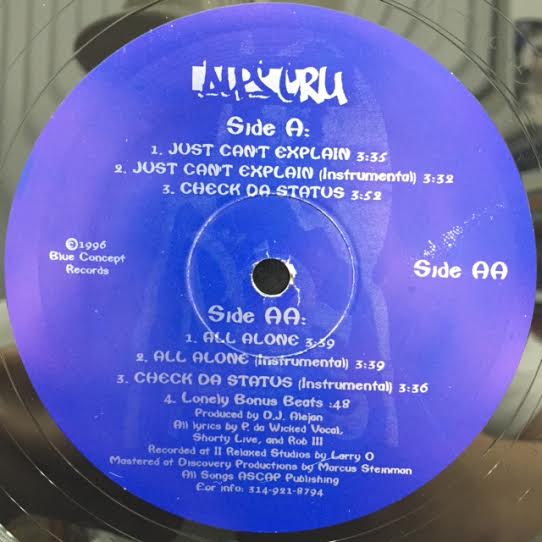 CRU
Side A:
1. JUST CAN'T EXPLAIN 3:35
2. JUST CAN'T EXPLAIN (Instrumental) 3:32
3. CHECK DA STATUS 3:52
©1996
Blue Concept
Records
Side AA
Side AA:
1. ALL ALONE 3:39
2. ALL ALONE (Instrumental) 3:39
3. CHECK DA STATUS (Instrumental) 3:36
4. Lonely Bonus Beats :48
Produced by D.J. Alejan
All lyrics by P. da Wicked Vocal,
Shorty Live, and Rob III
Recorded at II Relaxed Studios by Larry O
Mastered at Discovery Productions by Marcus Steinman
All Songs ASCAP Publishing
For info: 314-921-8794